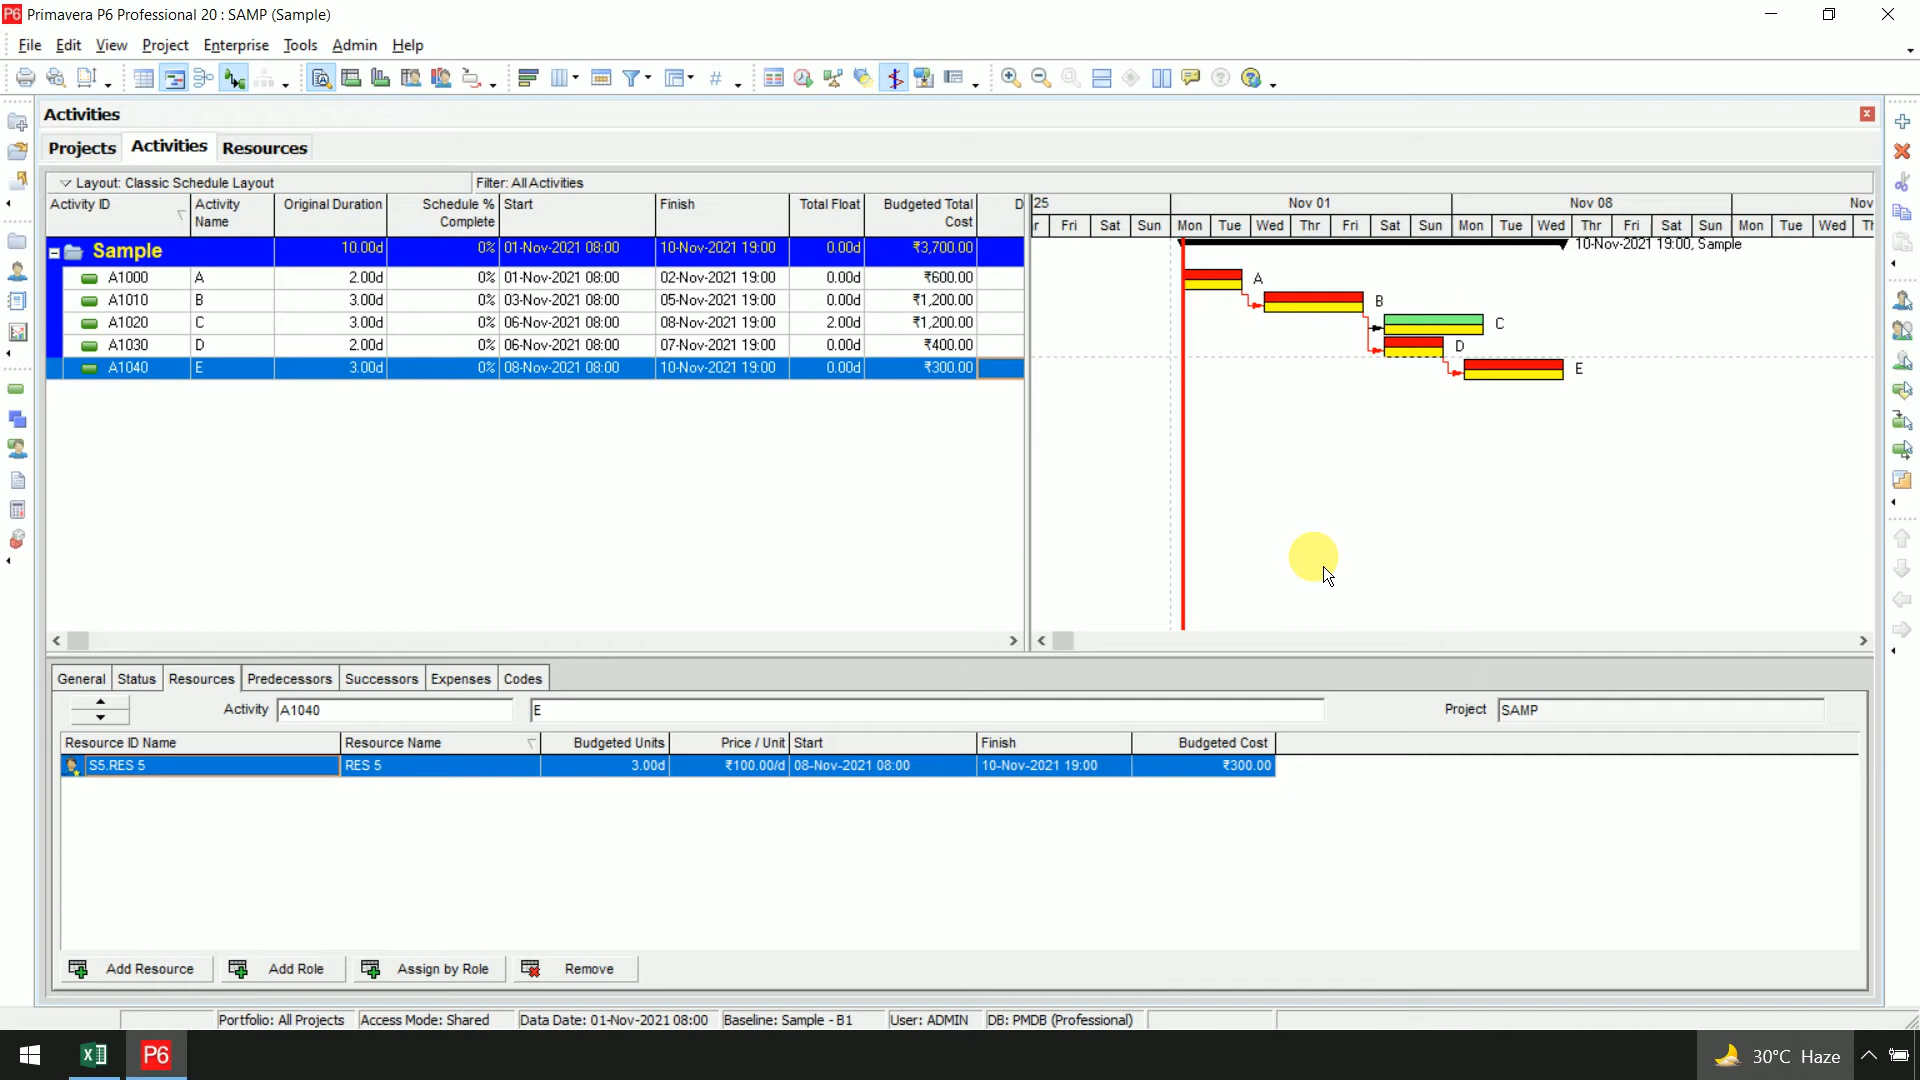 P6 Primavera P6 Professional 20 : SAMP (Sample)
File Edit View Project Enterprise Tools Admin Help
Activities
Projects Activities Resources
Layout: Classic Schedule Layout Filter: All Activities
Activity ID Activity Name Original Duration Schedule % Complete Start Finish Total Float Budgeted Total Cost D
25 Nov 01 Nov 08 Nov
r Fri Sat Sun Mon Tue Wed Thr Fri Sat Sun Mon Tue Wed Thr Fri Sat Sun Mon Tue Wed Th
Sample 10.00d 0% 01-Nov-2021 08:00 10-Nov-2021 19:00 0.00d ₹3,700.00
10-Nov-2021 19:00, Sample
A1000 A 2.00d 0% 01-Nov-2021 08:00 02-Nov-2021 19:00 0.00d ₹600.00 A
A1010 B 3.00d 0% 03-Nov-2021 08:00 05-Nov-2021 19:00 0.00d ₹1,200.00 B
A1020 C 3.00d 0% 06-Nov-2021 08:00 08-Nov-2021 19:00 2.00d ₹1,200.00 C
A1030 D 2.00d 0% 06-Nov-2021 08:00 07-Nov-2021 19:00 0.00d ₹400.00 D
A1040 E 3.00d 0% 08-Nov-2021 08:00 10-Nov-2021 19:00 0.00d ₹300.00 E
General Status Resources Predecessors Successors Expenses Codes
Activity A1040 E Project SAMP
Resource ID Name Resource Name Budgeted Units Price / Unit Start Finish Budgeted Cost
S5.RES 5 RES 5 3.00d ₹100.00/d 08-Nov-2021 08:00 10-Nov-2021 19:00 ₹300.00
Add Resource Add Role Assign by Role Remove
Portfolio: All Projects Access Mode: Shared Data Date: 01-Nov-2021 08:00 Baseline: Sample - B1 User: ADMIN DB: PMDB (Professional)
P6 30°C Haze